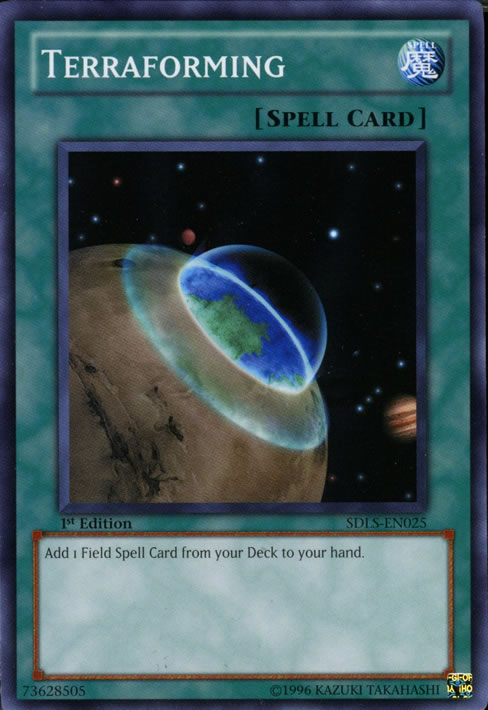 TERRAFORMING
SPELL
魔
[SPELL CARD]
1st Edition
SDLS-EN025
Add 1 Field Spell Card from your Deck to your hand.
73628505
©1996 KAZUKI TAKAHASHI